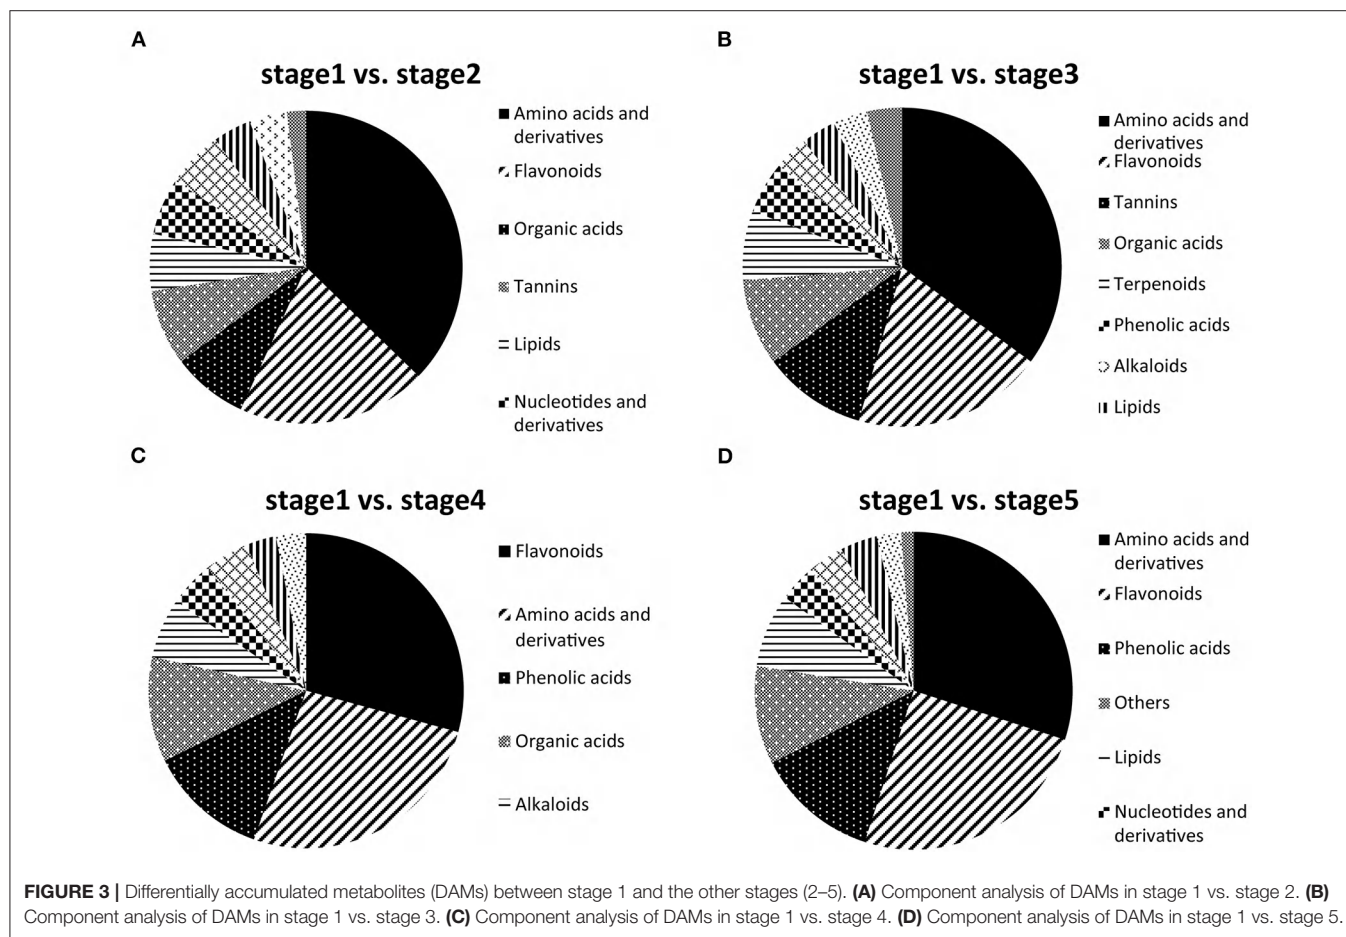 A
stage1 vs. stage2
Amino acids and
derivatives
Flavonoids
Organic acids
Tannins
Lipids
Nucleotides and
derivatives
B
stage1 vs. stage3
Amino acids and
derivatives
Flavonoids
Tannins
Organic acids
Terpenoids
Phenolic acids
Alkaloids
Lipids
C
stage1 vs. stage4
Flavonoids
Amino acids and
derivatives
Phenolic acids
Organic acids
Alkaloids
D
stage1 vs. stage5
Amino acids and
derivatives
Flavonoids
Phenolic acids
Others
Lipids
Nucleotides and
derivatives
FIGURE 3 | Differentially accumulated metabolites (DAMs) between stage 1 and the other stages (2–5). (A) Component analysis of DAMs in stage 1 vs. stage 2. (B)
Component analysis of DAMs in stage 1 vs. stage 3. (C) Component analysis of DAMs in stage 1 vs. stage 4. (D) Component analysis of DAMs in stage 1 vs. stage 5.